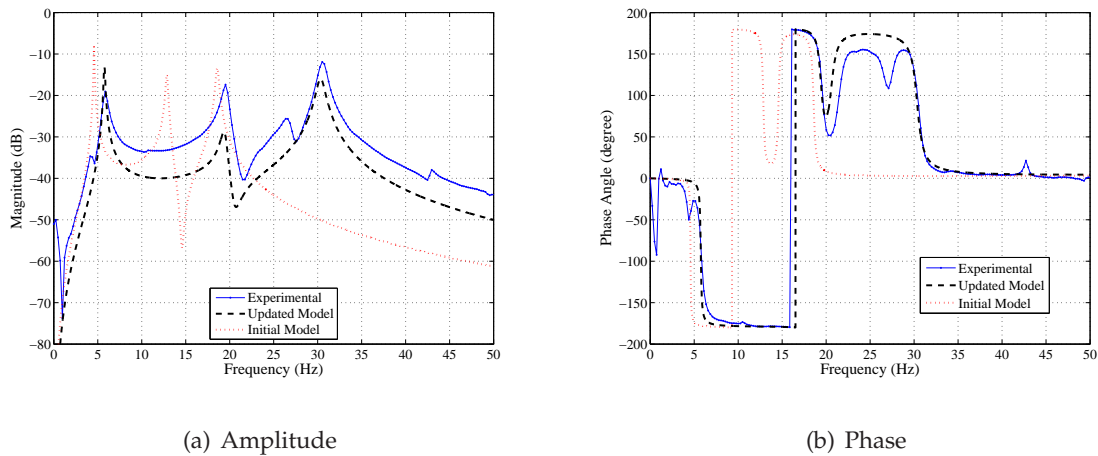 0
−10
−20
−30
−40
−50
−60
−70
−80
Magnitude (dB)
0 5 10 15 20 25 30 35 40 45 50
Frequency (Hz)
Experimental
Updated Model
Initial Model
(a) Amplitude
200
150
100
50
0
−50
−100
−150
−200
Phase Angle (degree)
0 5 10 15 20 25 30 35 40 45 50
Frequency (Hz)
Experimental
Updated Model
Initial Model
(b) Phase